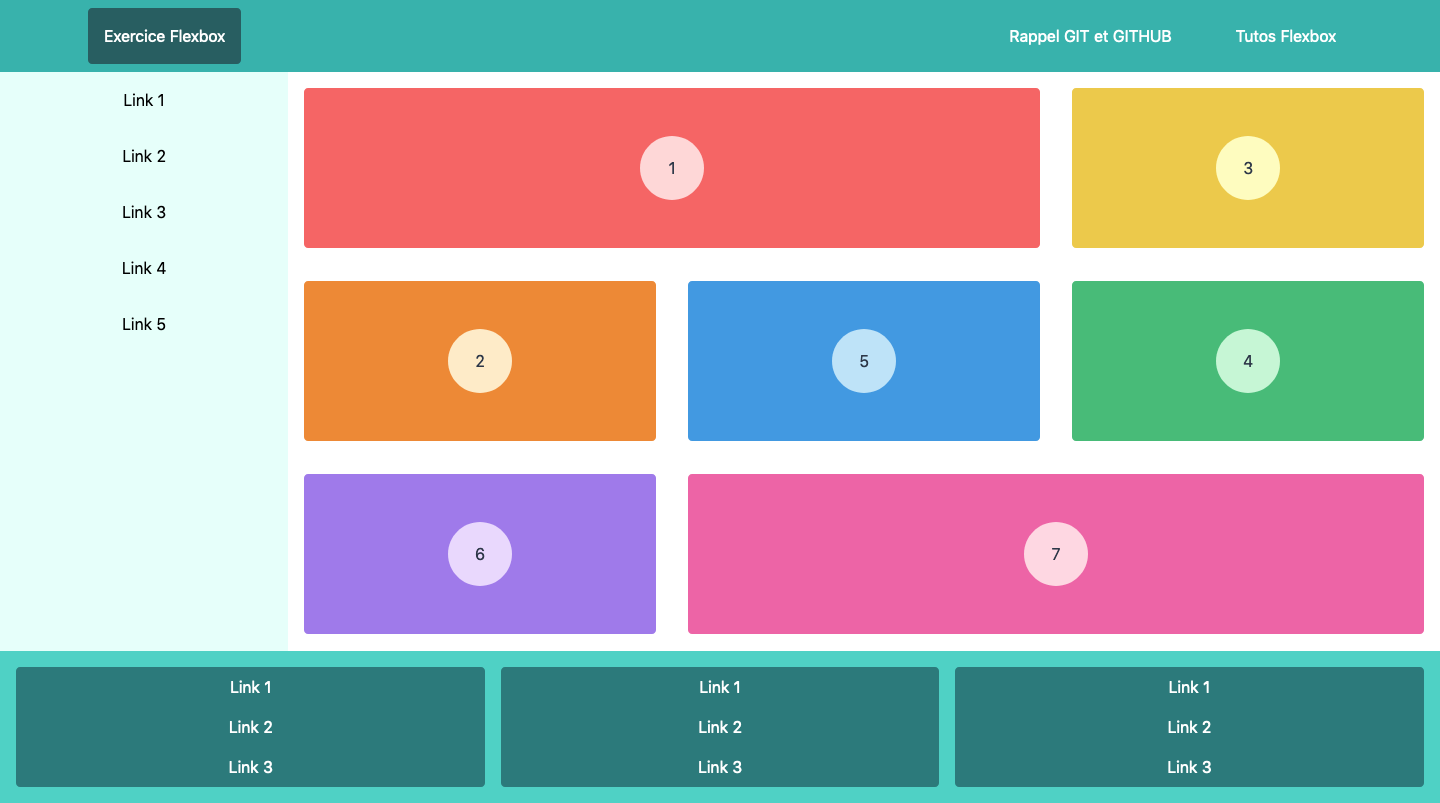 Exercice Flexbox
Rappel GIT et GITHUB
Tutos Flexbox
Link 1
Link 2
Link 3
Link 4
Link 5
1
3
2
5
4
6
7
Link 1
Link 2
Link 3
Link 1
Link 2
Link 3
Link 1
Link 2
Link 3